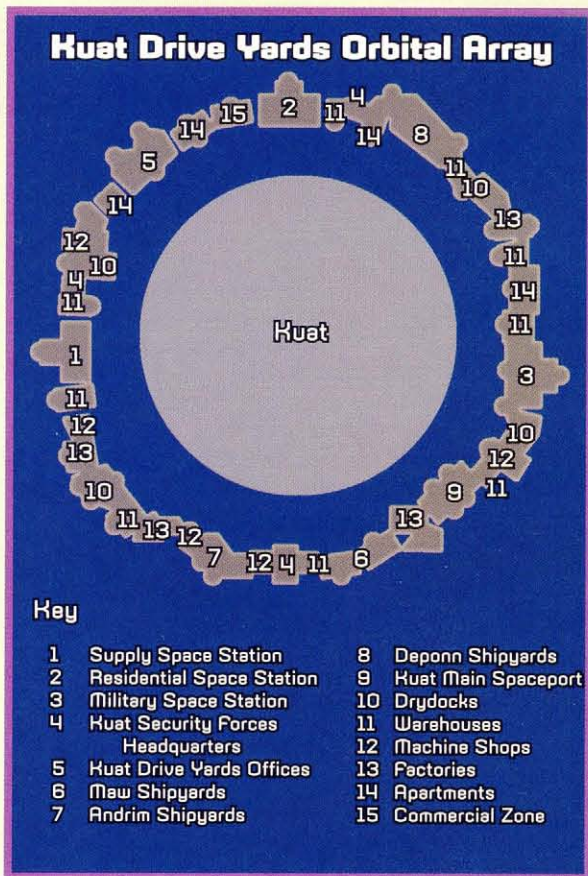 Kuat Drive Yards Orbital Array
2
11
4
14
8
11
10
13
11
14
11
3
10
12
11
9
13
6
11
4
12
7
12
13
11
10
13
12
11
1
11
4
10
12
14
5
14
15
Kuat
Key
1 Supply Space Station
2 Residential Space Station
3 Military Space Station
4 Kuat Security Forces
Headquarters
5 Kuat Drive Yards Offices
6 Maw Shipyards
7 Andrim Shipyards
8 Deponn Shipyards
9 Kuat Main Spaceport
10 Drydocks
11 Warehouses
12 Machine Shops
13 Factories
14 Apartments
15 Commercial Zone